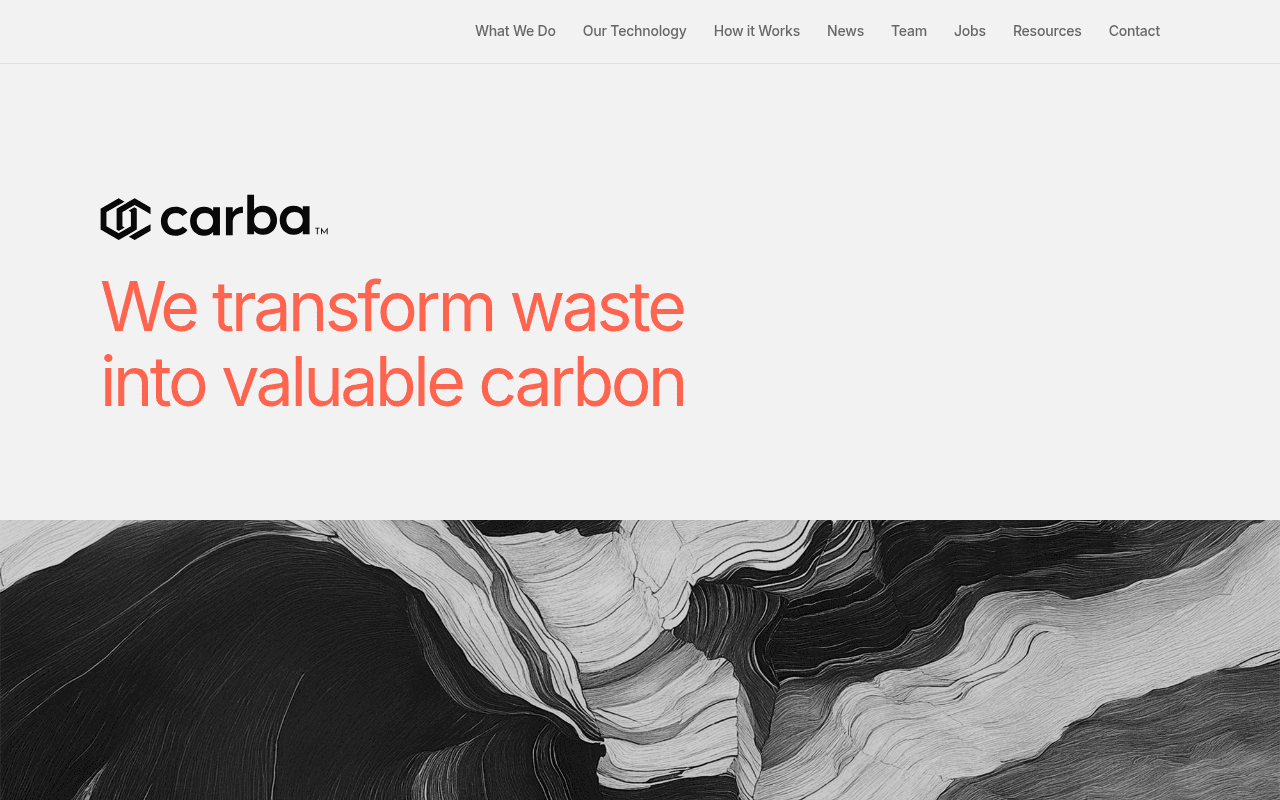 What We Do Our Technology How it Works News Team Jobs Resources Contact
carba™
We transform waste
into valuable carbon